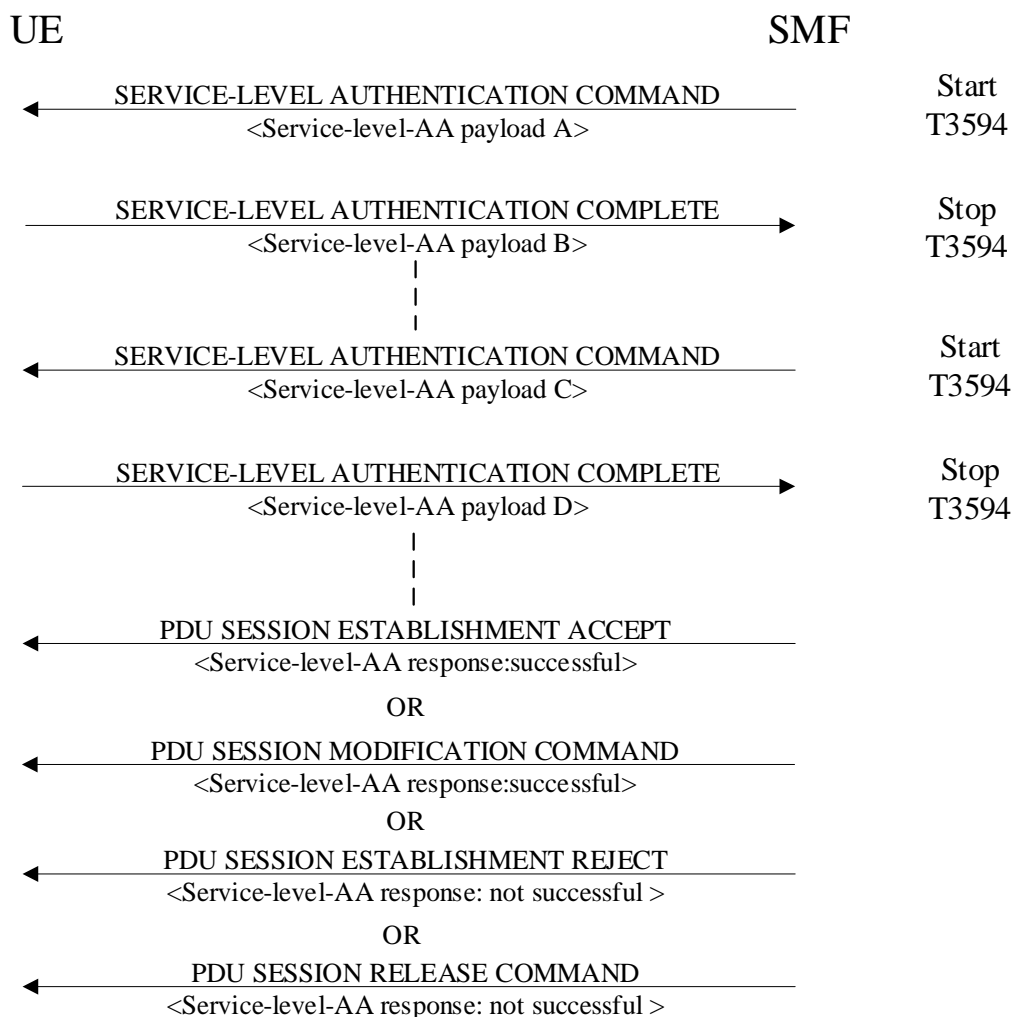 UE SMF
SERVICE-LEVEL AUTHENTICATION COMMAND
<Service-level-AA payload A>
Start
T3594
SERVICE-LEVEL AUTHENTICATION COMPLETE
<Service-level-AA payload B>
Stop
T3594
SERVICE-LEVEL AUTHENTICATION COMMAND
<Service-level-AA payload C>
Start
T3594
SERVICE-LEVEL AUTHENTICATION COMPLETE
<Service-level-AA payload D>
Stop
T3594
PDU SESSION ESTABLISHMENT ACCEPT
<Service-level-AA response:successful>
OR
PDU SESSION MODIFICATION COMMAND
<Service-level-AA response:successful>
OR
PDU SESSION ESTABLISHMENT REJECT
<Service-level-AA response: not successful >
OR
PDU SESSION RELEASE COMMAND
<Service-level-AA response: not successful >